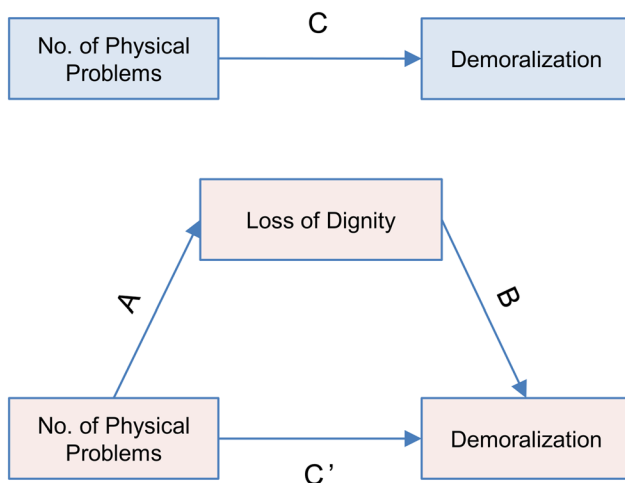 C
No. of Physical
Problems
Demoralization
Loss of Dignity
A
B
No. of Physical
Problems
Demoralization
C'